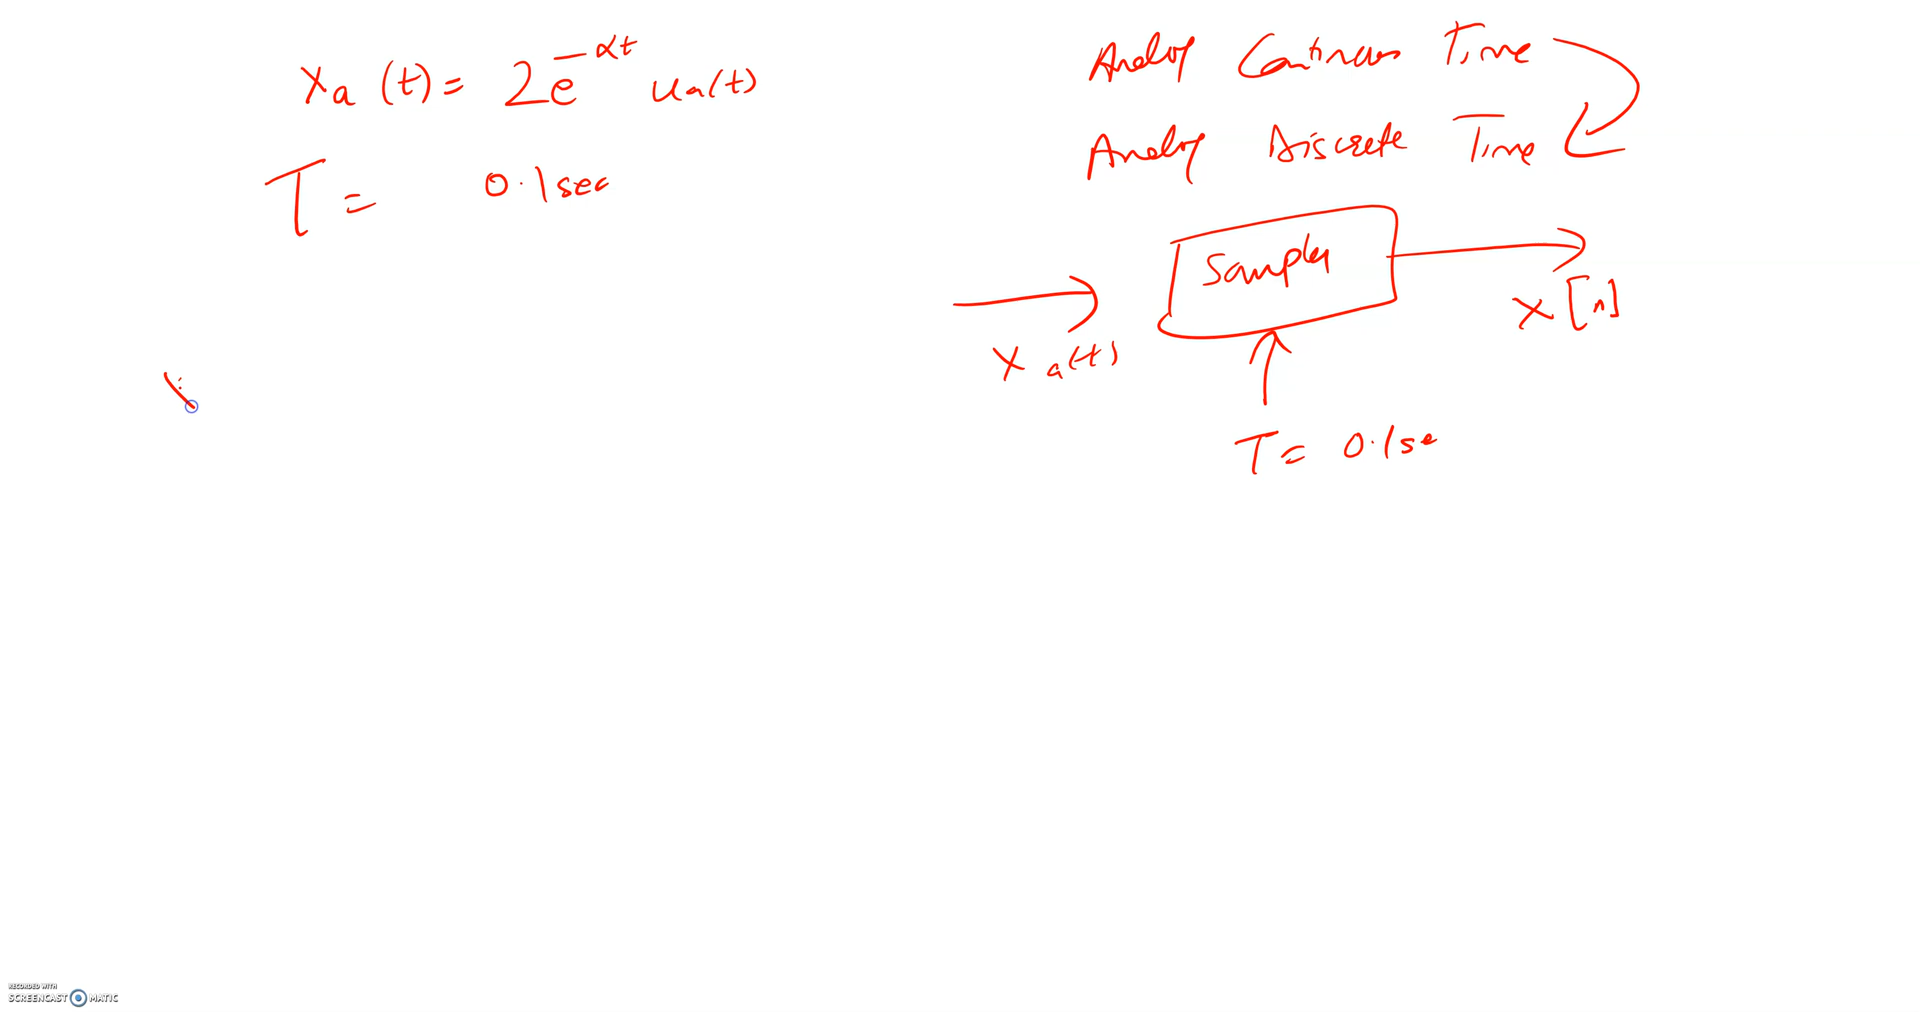 Xa (t) = 2e^-αt ua(t)
T = 0.1sec
Analog Continuous Time
Analog Discrete Time
Sampler
xa(t)
x[n]
T = 0.1se
RECORDED WITH
SCREENCAST MATIC